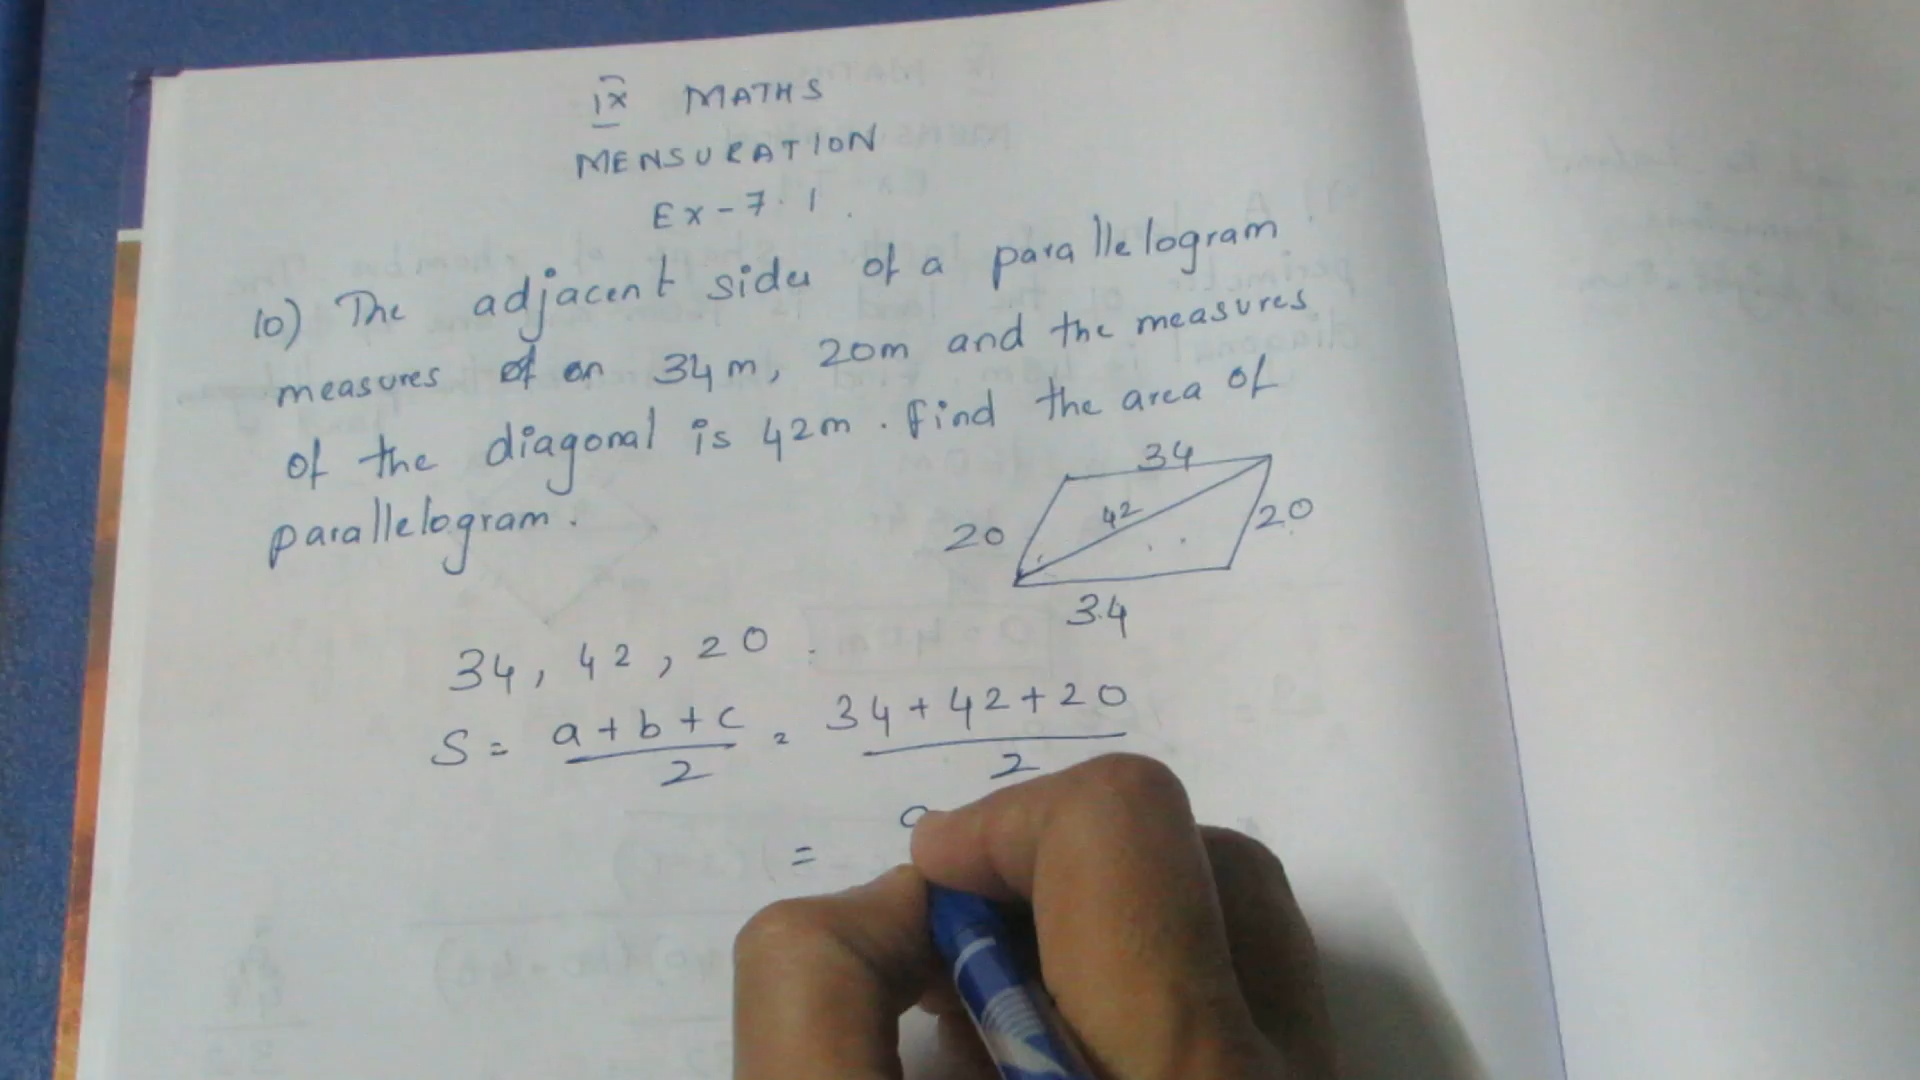 IX MATHS
MENSURATION
Ex-7.1.
10) The adjacent sides of a parallelogram
measures of on 34m, 20m and the measures
of the diagonal is 42m. Find the area of
parallelogram.
34
42
20
20
34
34, 42, 20.
S = a+b+c/2 = 34+42+20/2
= 9